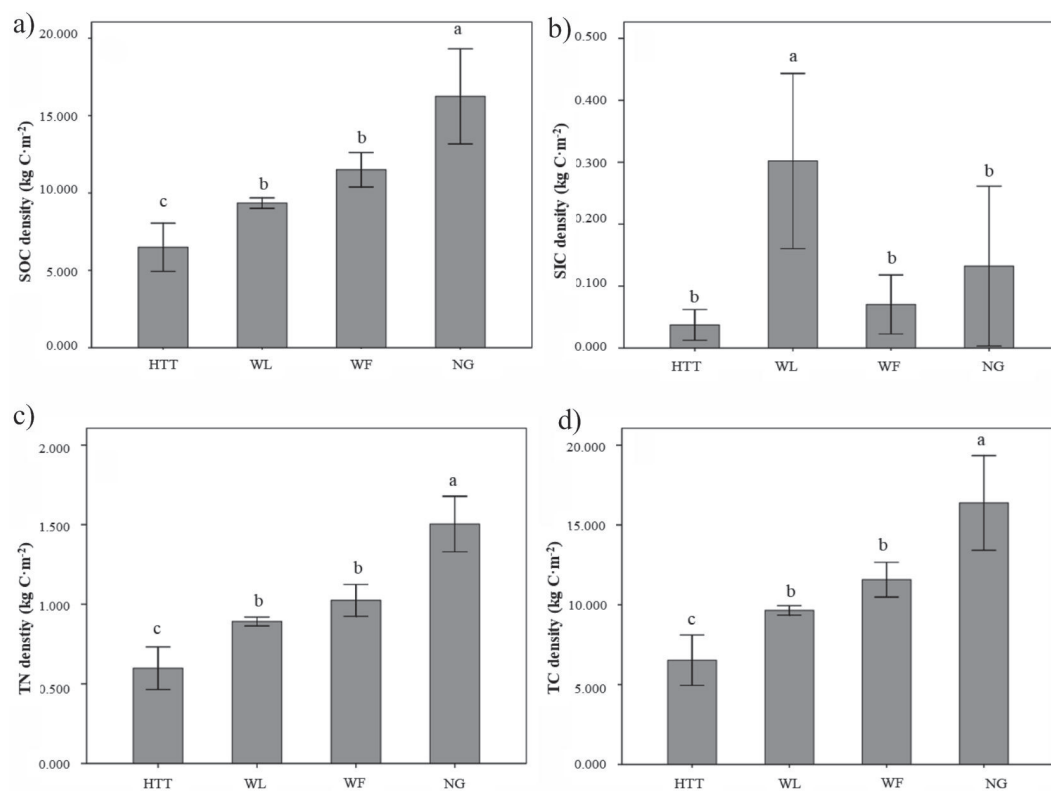 a)
SOC density (kg C·m-2)
20.000
15.000
10.000
5.000
0.000
c
b
b
a
HTT WL WF NG
b)
SIC density (kg C·m-2)
0.500
0.400
0.300
0.200
0.100
0.000
b
a
b
b
HTT WL WF NG
c)
TN denstiy (kg C·m-2)
2.000
1.500
1.000
0.500
0.000
c
b
b
a
HTT WL WF NG
d)
TC density (kg C·m-2)
20.000
15.000
10.000
5.000
0.000
c
b
b
a
HTT WL WF NG